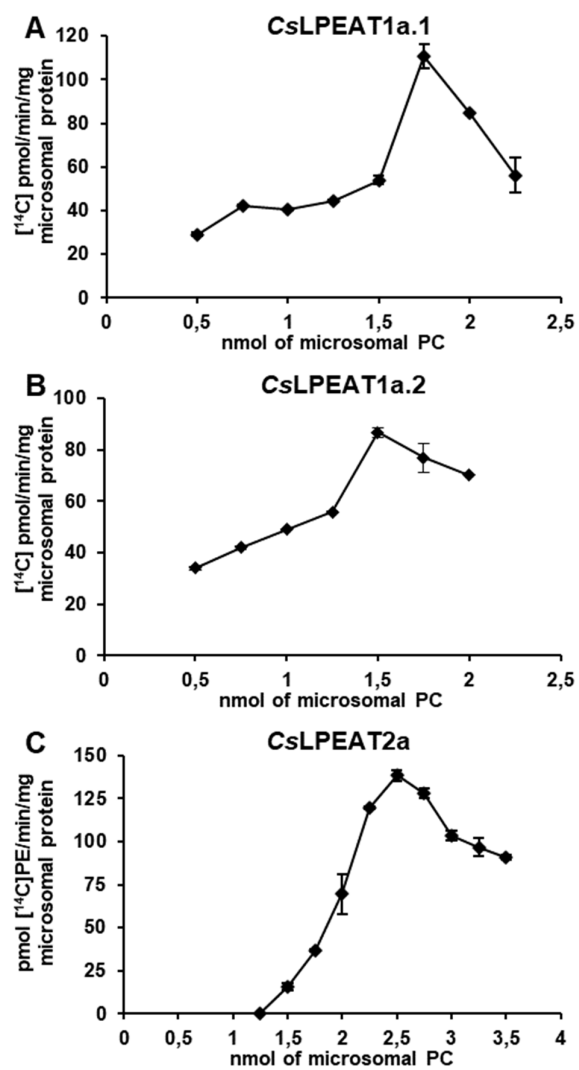 A
CsLPEAT1a.1
[¹⁴C] pmol/min/mg
microsomal protein
120
100
80
60
40
20
0
0 0,5 1 1,5 2 2,5
nmol of microsomal PC
B
CsLPEAT1a.2
[¹⁴C] pmol/min/mg
microsomal protein
100
80
60
40
20
0
0 0,5 1 1,5 2 2,5
nmol of microsomal PC
C
CsLPEAT2a
pmol [¹⁴C]PE/min/mg
microsomal protein
150
125
100
75
50
25
0
0 0,5 1 1,5 2 2,5 3 3,5 4
nmol of microsomal PC